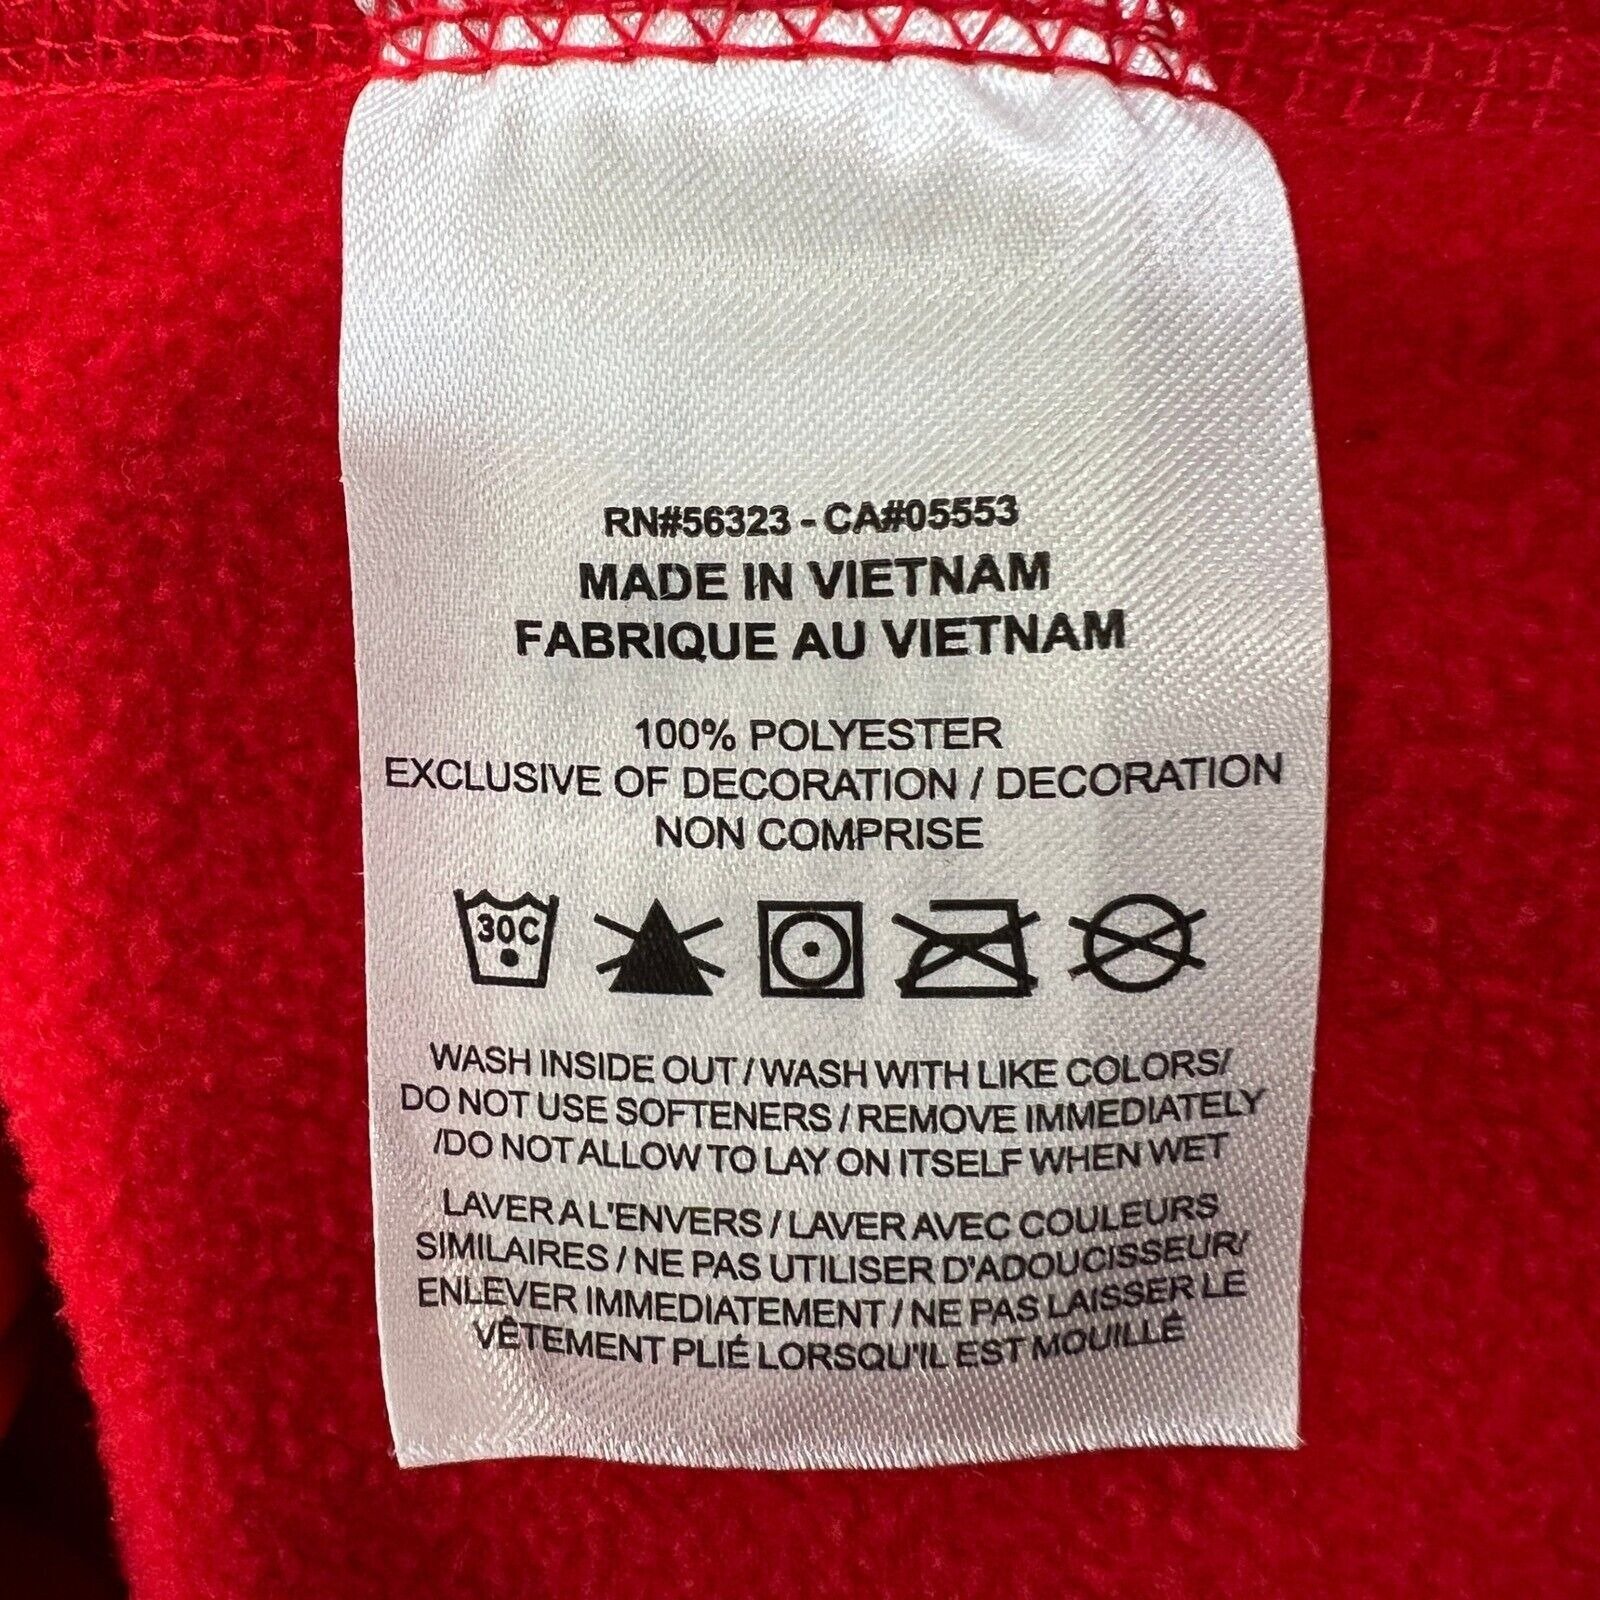 RN#56323 - CA#05553
MADE IN VIETNAM
FABRIQUE AU VIETNAM
100% POLYESTER
EXCLUSIVE OF DECORATION / DECORATION
NON COMPRISE
30C
WASH INSIDE OUT / WASH WITH LIKE COLORS/
DO NOT USE SOFTENERS / REMOVE IMMEDIATELY
/DO NOT ALLOW TO LAY ON ITSELF WHEN WET
LAVER A L'ENVERS / LAVER AVEC COULEURS
SIMILAIRES / NE PAS UTILISER D'ADOUCISSEUR/
ENLEVER IMMEDIATEMENT / NE PAS LAISSER LE
VÊTEMENT PLIÉ LORSQU'IL EST MOUILLÉ